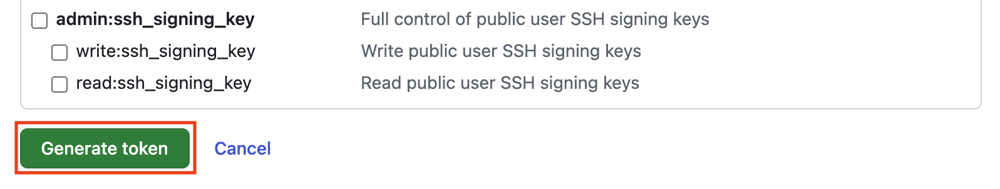 admin:ssh_signing_key Full control of public user SSH signing keys
write:ssh_signing_key Write public user SSH signing keys
read:ssh_signing_key Read public user SSH signing keys
Generate token Cancel